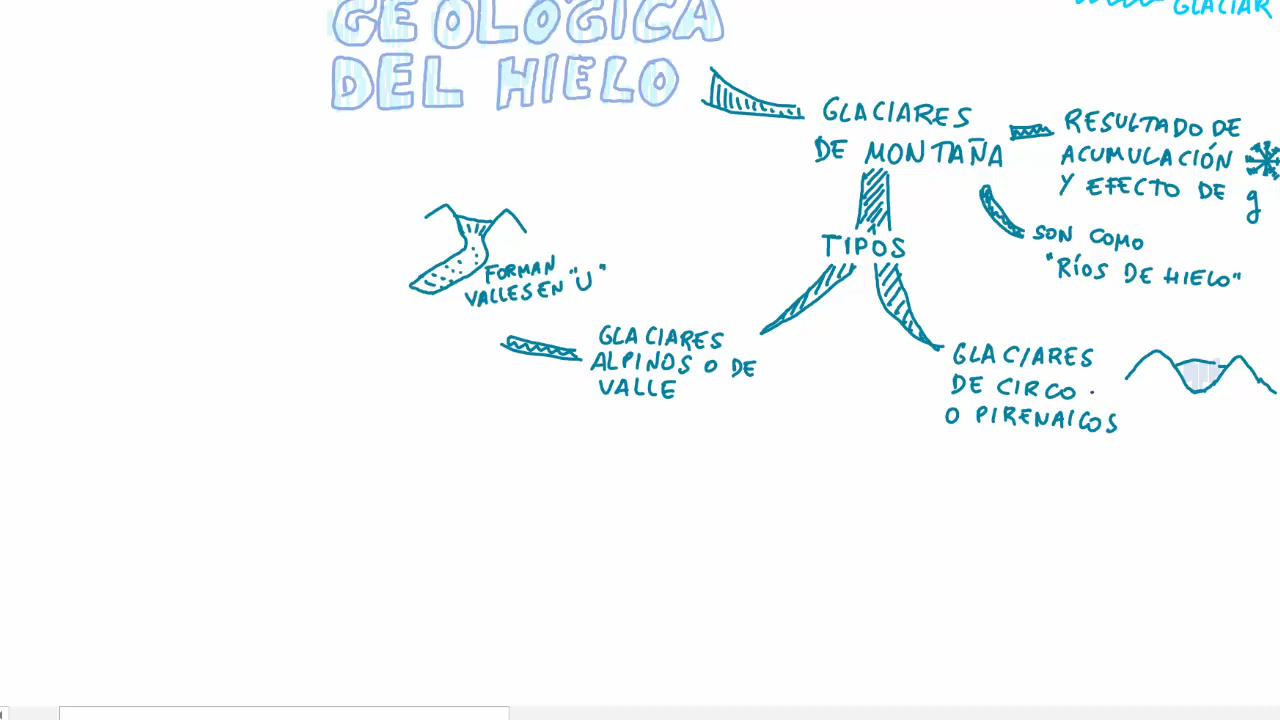 GEOLÓGICA
DEL HIELO
GLACIAR
GLACIARES
DE MONTAÑA
RESULTADO DE
ACUMULACIÓN
Y EFECTO DE g
SON COMO
"RÍOS DE HIELO"
TIPOS
FORMAN
VALLES EN "U"
GLACIARES
ALPINOS O DE
VALLE
GLACIARES
DE CIRCO
O PIRENAICOS